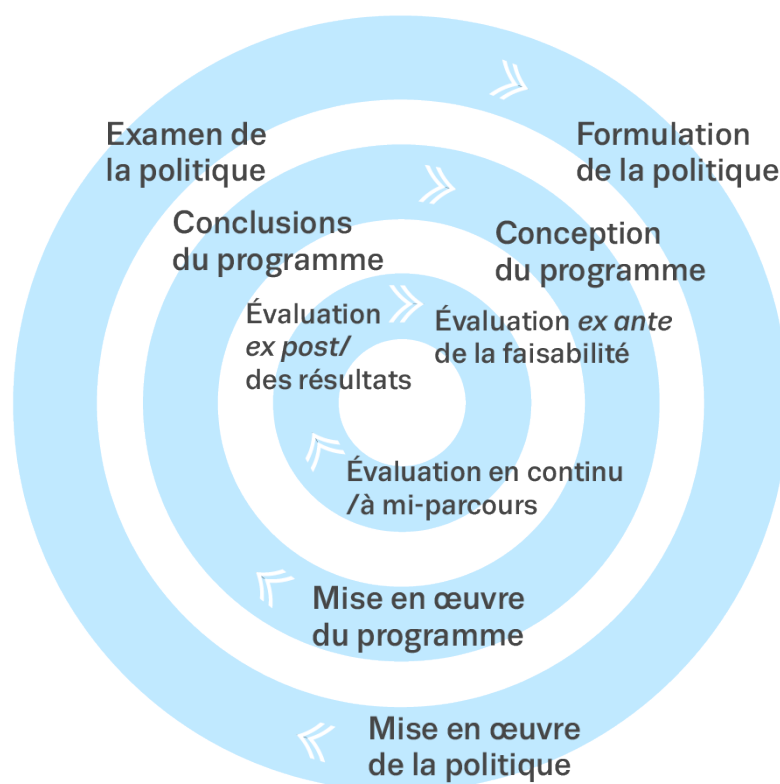 Examen de
la politique
Formulation
de la politique
Conclusions
du programme
Conception
du programme
Évaluation
ex post/
des résultats
Évaluation ex ante
de la faisabilité
Évaluation en continu
/à mi-parcours
Mise en œuvre
du programme
Mise en œuvre
de la politique